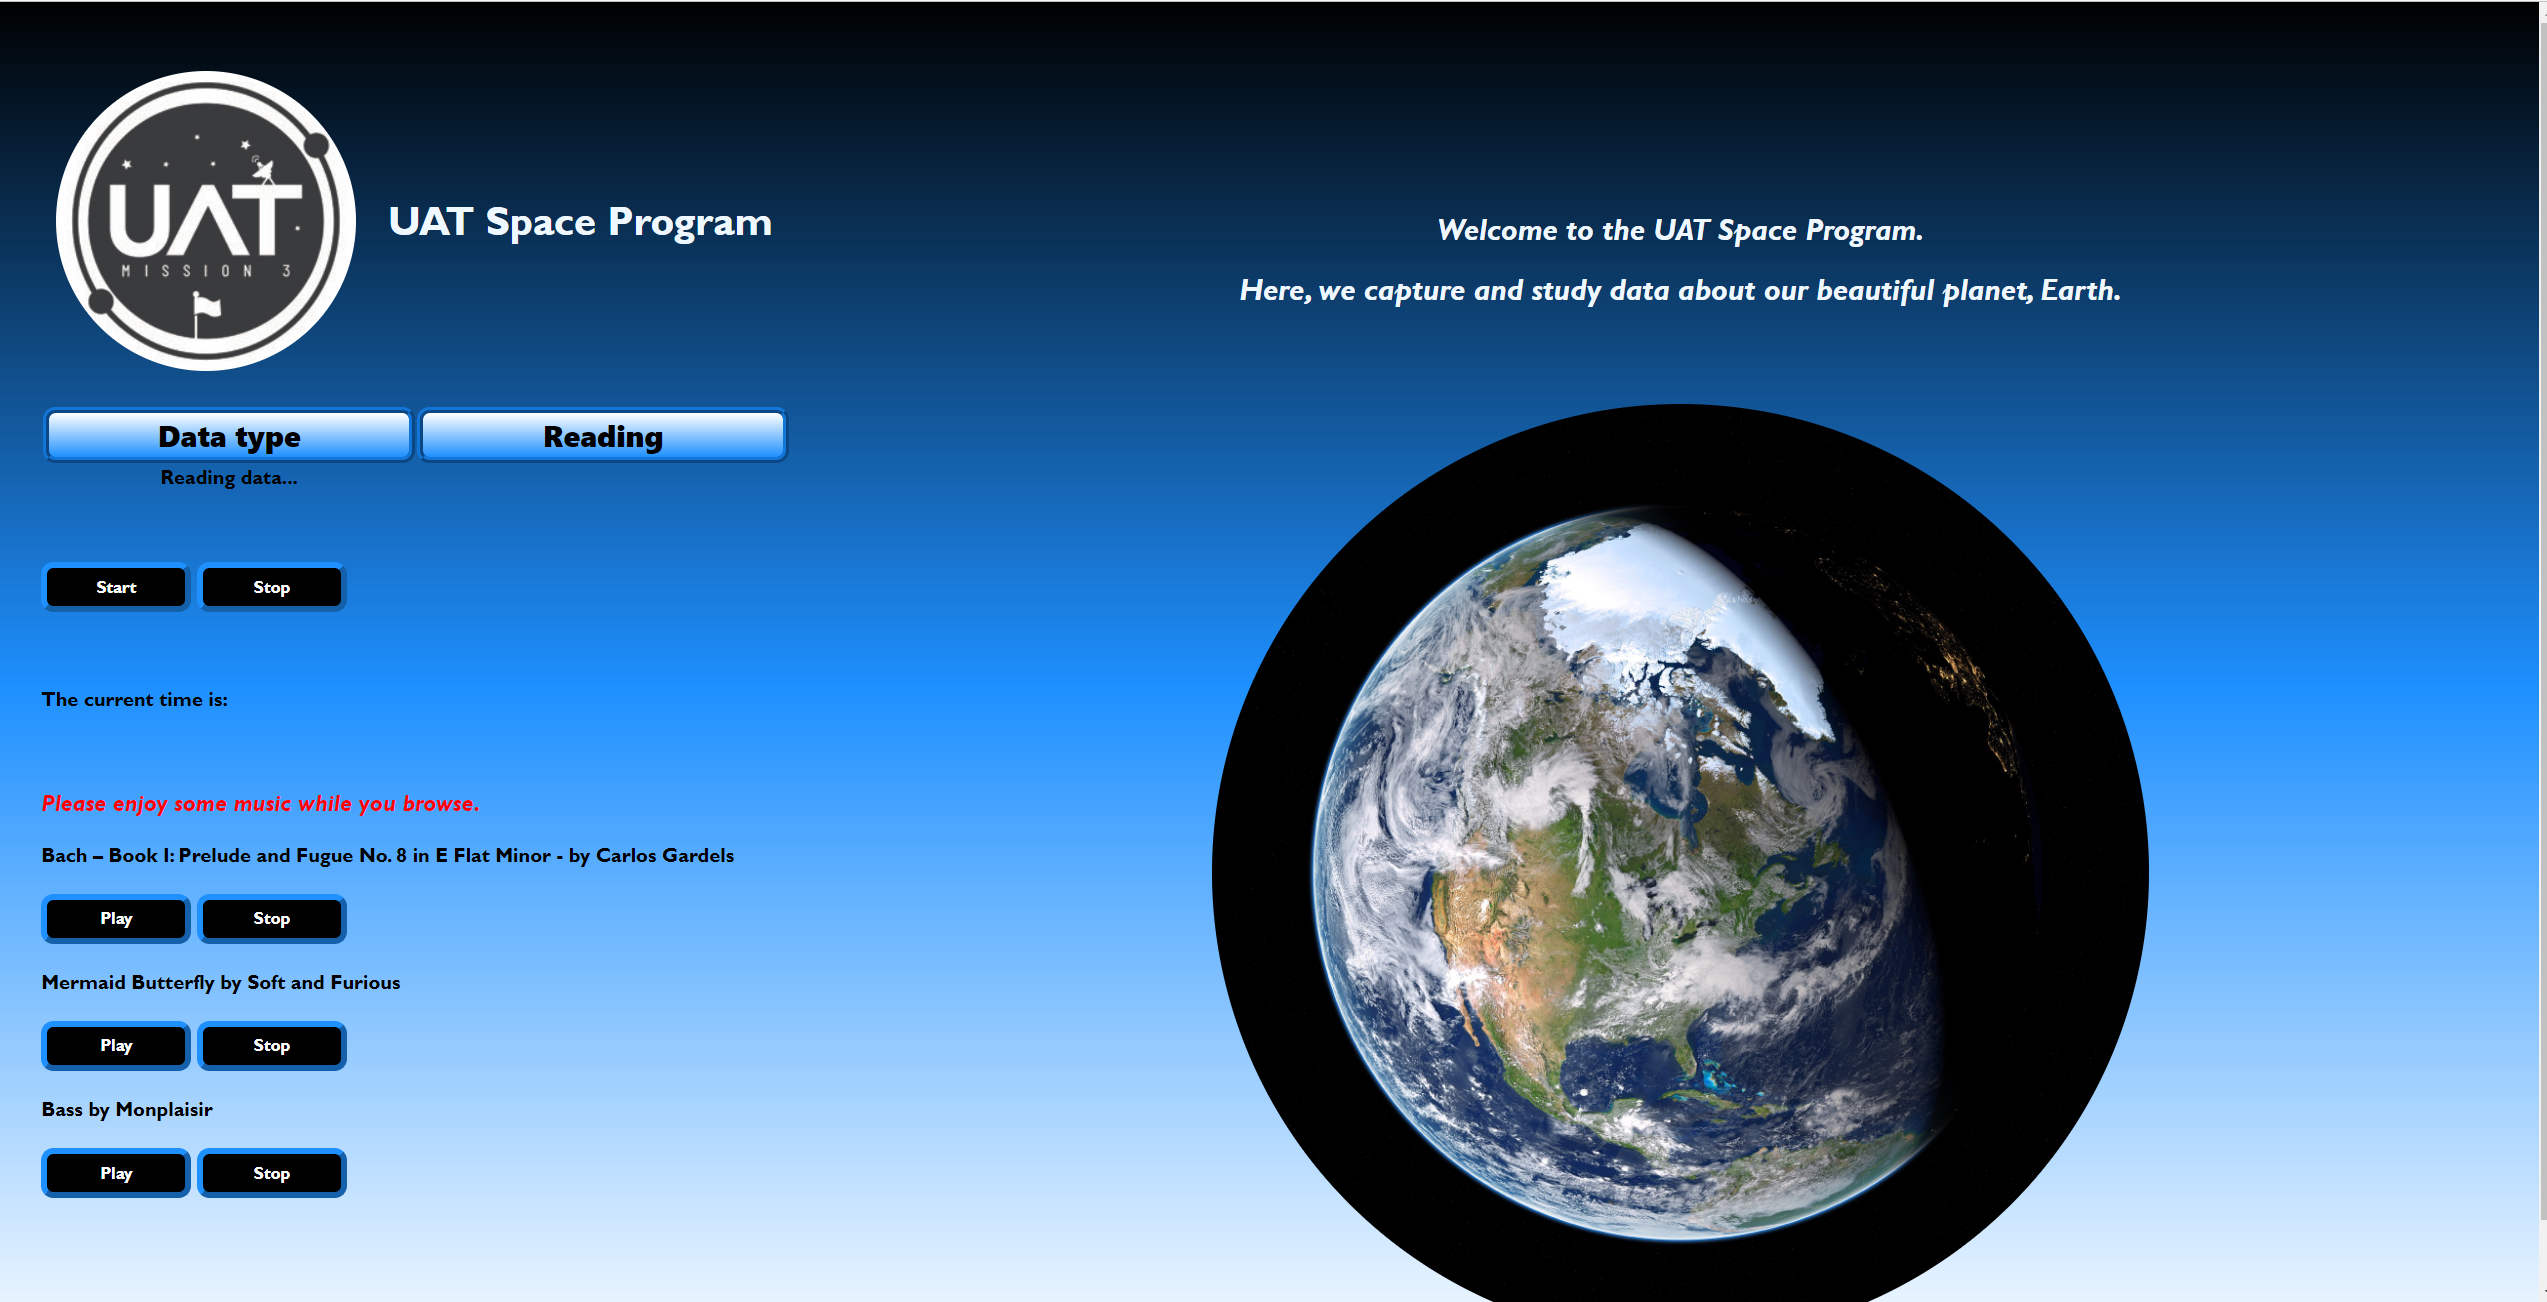 UAT
MISSION 3
UAT Space Program
Welcome to the UAT Space Program.
Here, we capture and study data about our beautiful planet, Earth.
Data type Reading
Reading data...
Start Stop
The current time is:
Please enjoy some music while you browse.
Bach – Book I: Prelude and Fugue No. 8 in E Flat Minor - by Carlos Gardels
Play Stop
Mermaid Butterfly by Soft and Furious
Play Stop
Bass by Monplaisir
Play Stop